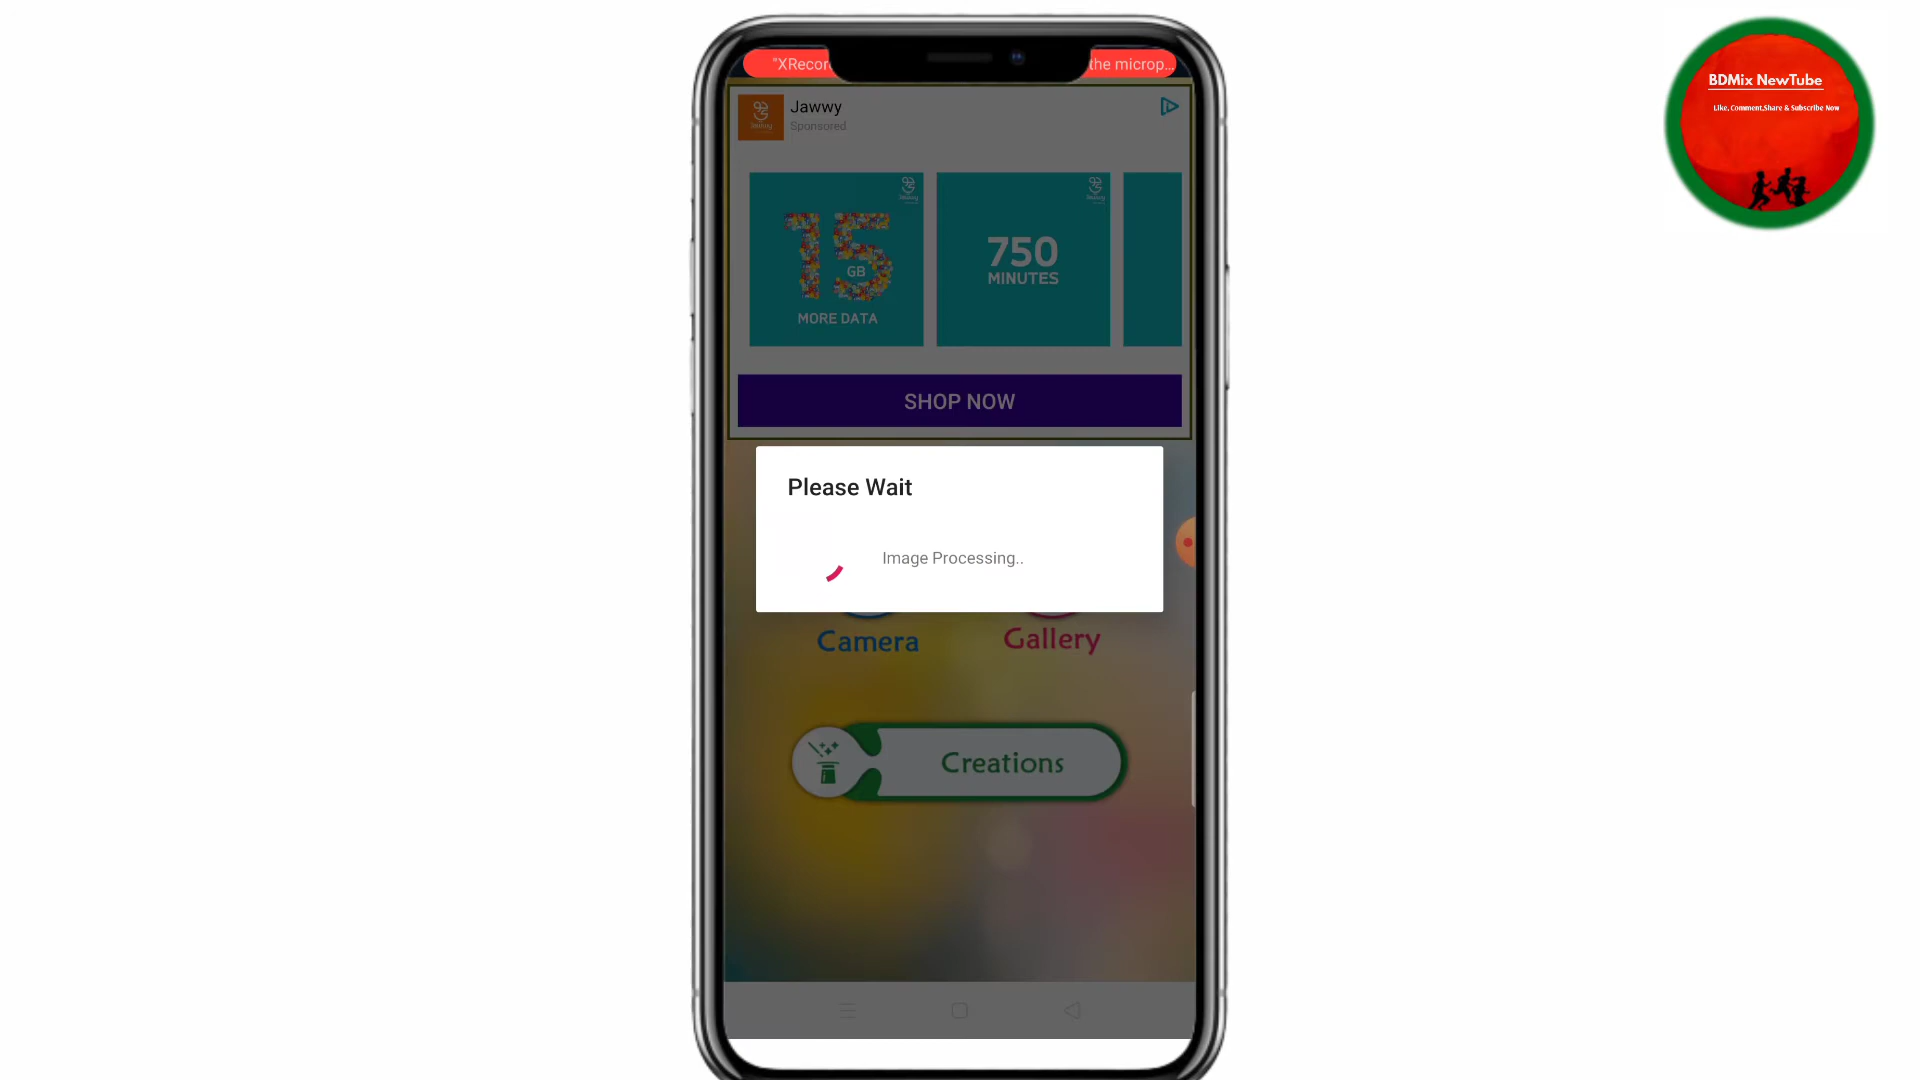 "XRecor
the microp...
BDMix NewTube
Like, Comment,Share & Subscribe Now
Jawwy
Sponsored
15
GB
MORE DATA
750
MINUTES
SHOP NOW
Please Wait
Image Processing..
Camera
Gallery
Creations